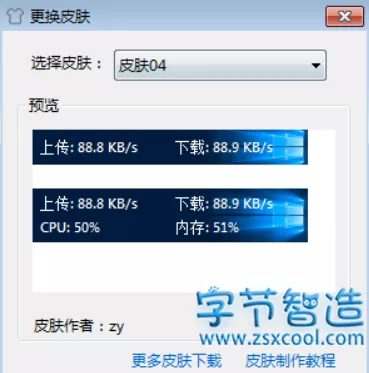 更换皮肤
选择皮肤： 皮肤04
预览
上传: 88.8 KB/s 下载: 88.9 KB/s
上传: 88.8 KB/s 下载: 88.9 KB/s
CPU: 50% 内存: 51%
字节智造
www.zsxcool.com
皮肤作者：zy
更多皮肤下载 皮肤制作教程